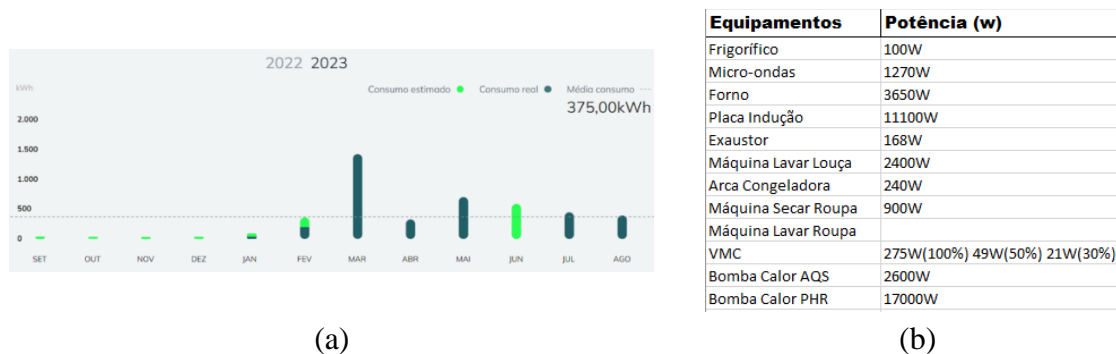 2022 2023
kWh
Consumo estimado
Consumo real
Média consumo
375,00kWh
2.000
1.500
1.000
500
0
SET OUT NOV DEZ JAN FEV MAR ABR MAI JUN JUL AGO
(a)
Equipamentos Potência (w)
Frigorífico 100W
Micro-ondas 1270W
Forno 3650W
Placa Indução 11100W
Exaustor 168W
Máquina Lavar Louça 2400W
Arca Congeladora 240W
Máquina Secar Roupa 900W
Máquina Lavar Roupa
VMC 275W(100%) 49W(50%) 21W(30%)
Bomba Calor AQS 2600W
Bomba Calor PHR 17000W
(b)